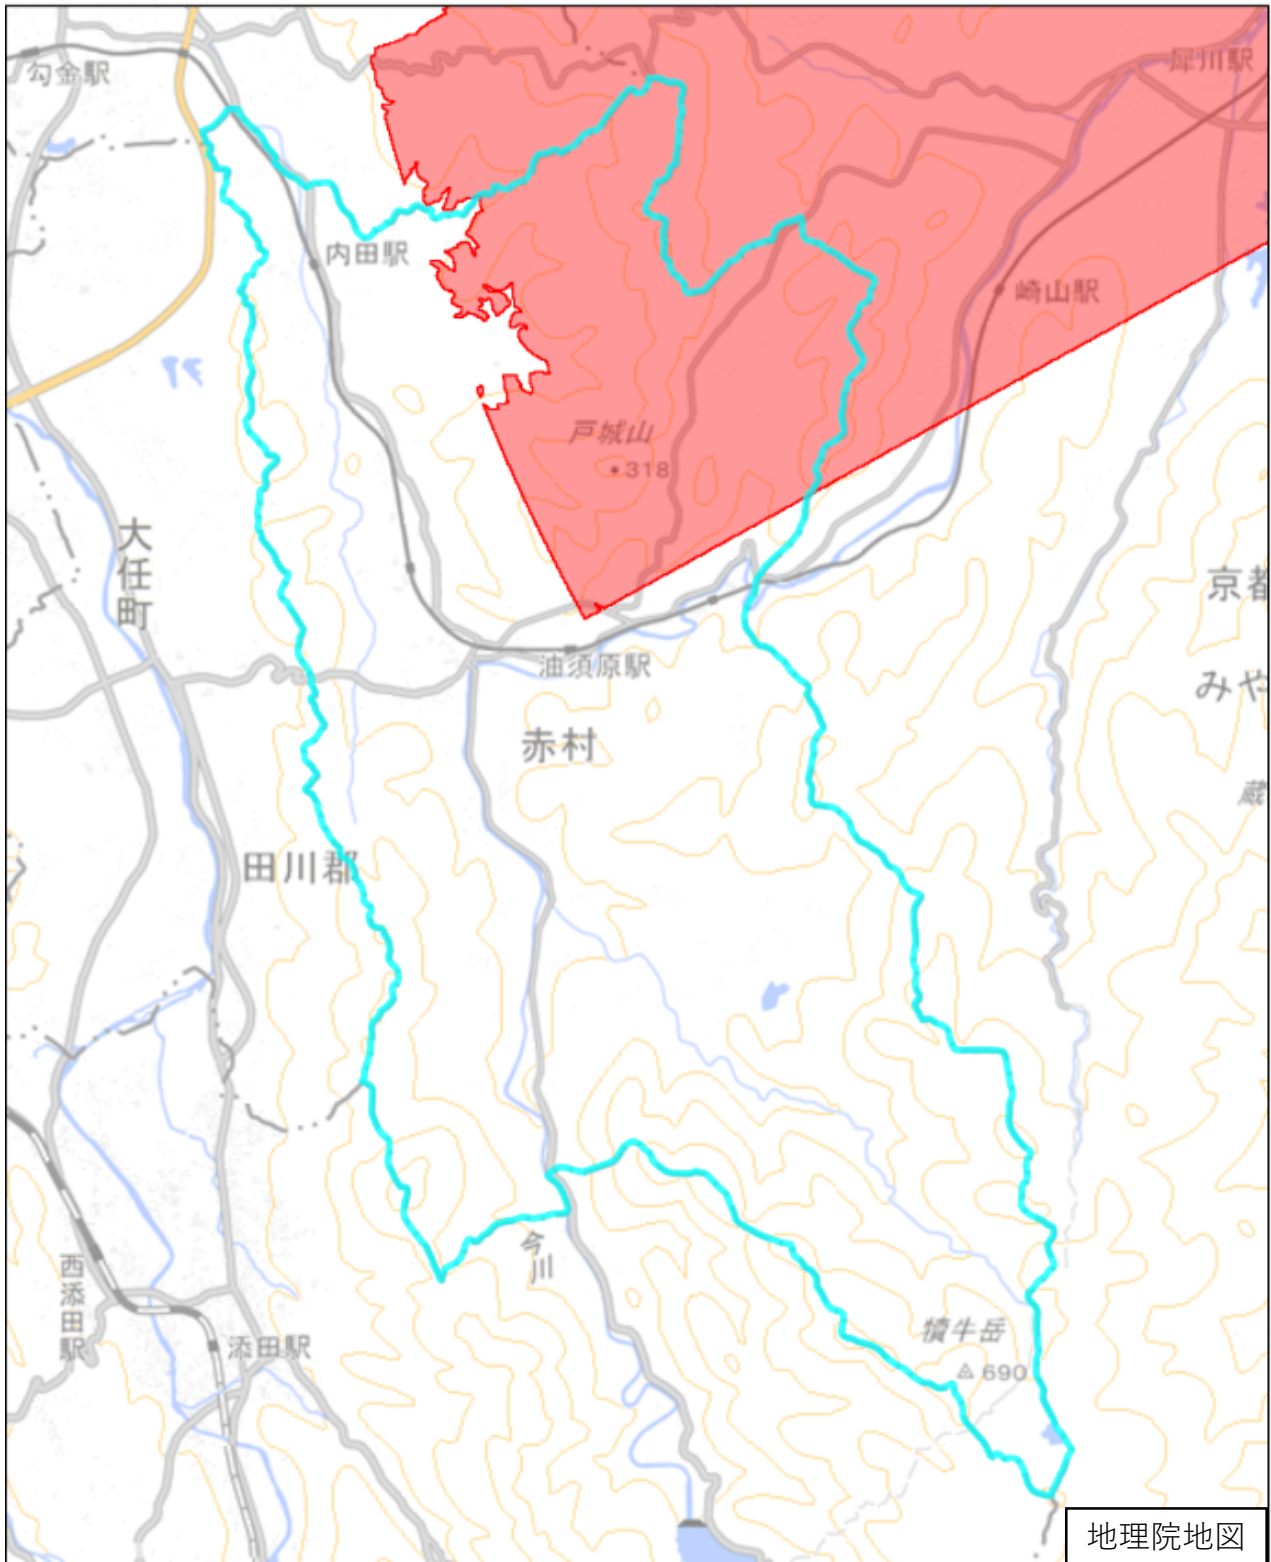 勾金駅
犀川駅
内田駅
崎山駅
戸城山
318
大任町
京都
油須原駅
みや
赤村
蔵
田川郡
今川
西添田駅
添田駅
犢牛岳
690
地理院地図